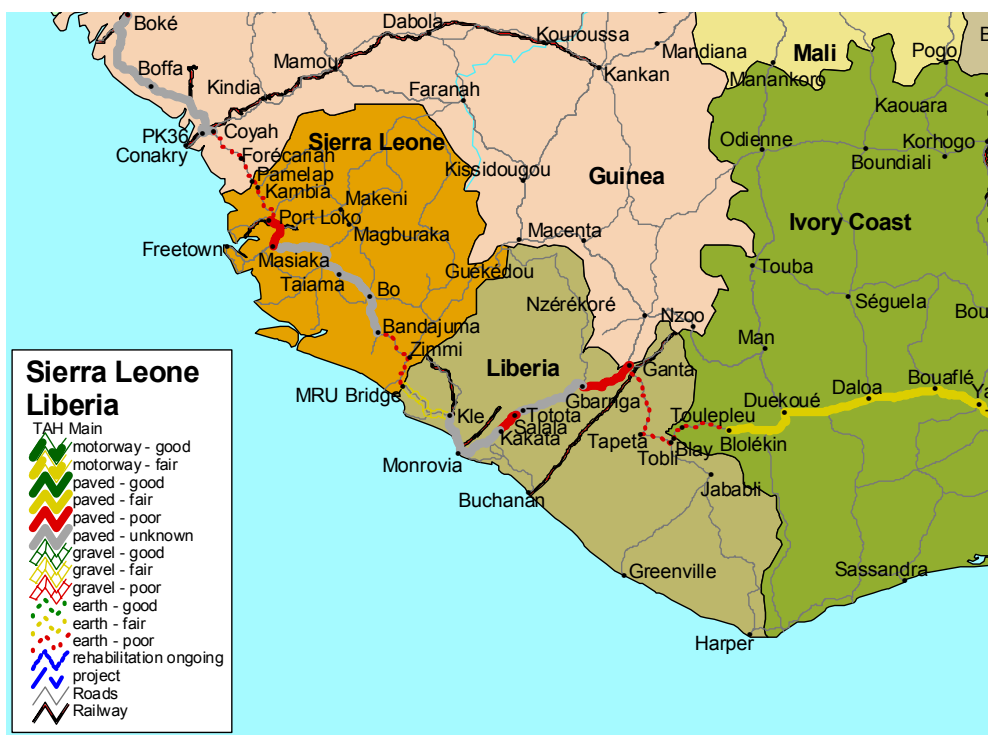 Boké
Dabola
Kouroussa
Mandiana
Mali
Pogo
Boffa
Mamou
Kankan
Manankoro
Kindia
Faranah
Kaouara
PK36
Coyah
Conakry
Forécariah
Sierra Leone
Odienne
Korhogo
Boundiali
Pamelap
Kissidougou
Guinea
Kambia
Makeni
Port Loko
Ivory Coast
Magburaka
Macenta
Freetown
Masiaka
Guékédou
Touba
Taiama
Bo
Nzérékoré
Séguela
Bou
Nzoo
Bandajuma
Man
Zimmi
Liberia
Ganta
MRU Bridge
Gbarnga
Daloa
Bouaflé
Ya
Kle
Totota
Toulepleu
Duekoué
Salala
Kakata
Tapeta
Blay
Blolékin
Tobli
Monrovia
Buchanan
Jababli
Greenville
Sassandra
Harper
Sierra Leone
Liberia
TAH Main
motorway - good
motorway - fair
paved - good
paved - fair
paved - poor
paved - unknown
gravel - good
gravel - fair
gravel - poor
earth - good
earth - fair
earth - poor
rehabilitation ongoing
project
Roads
Railway